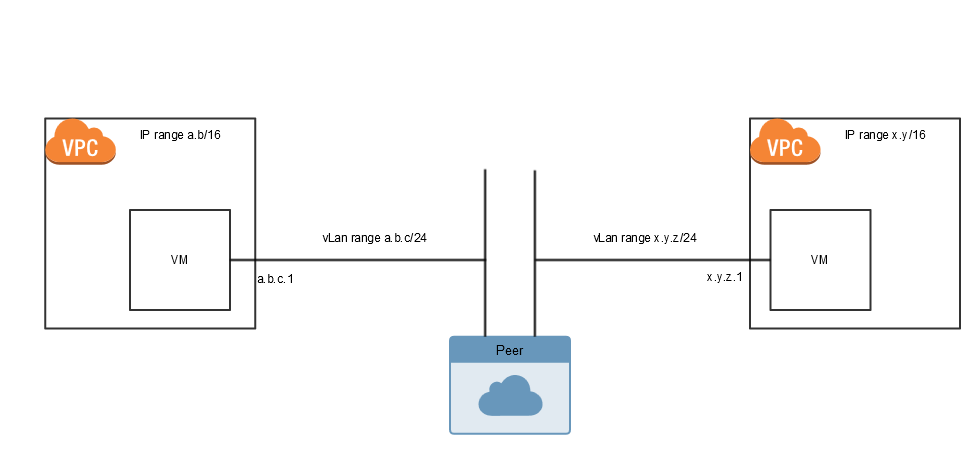 VPC
IP range a.b/16
VPC
IP range x.y/16
vLan range a.b.c/24
vLan range x.y.z/24
VM
VM
a.b.c.1
x.y.z.1
Peer